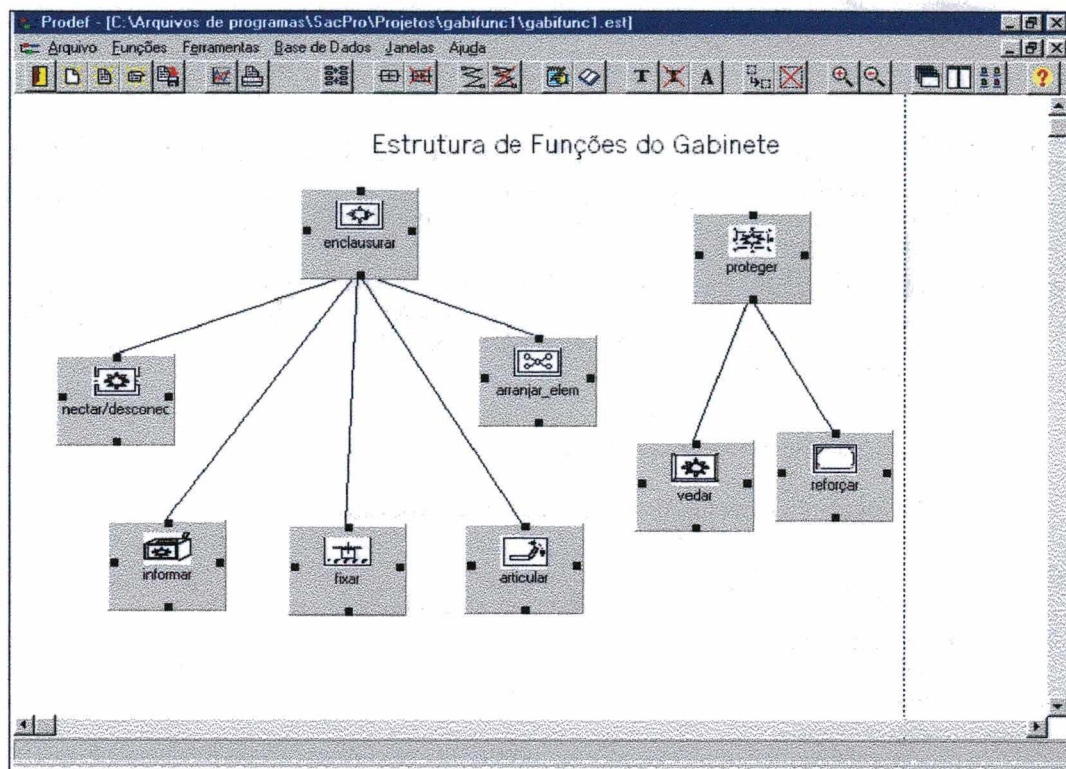 Prodef - [C:\Arquivos de programas\SacPro\Projetos\gabifunc1\gabifunc1.est]
Arquivo Funções Ferramentas Base de Dados Janelas Ajuda
T T A ?
Estrutura de Funções do Gabinete
enclausurar
proteger
nectar/desconec
arranjar_elem
vedar
reforçar
informar
fixar
articular